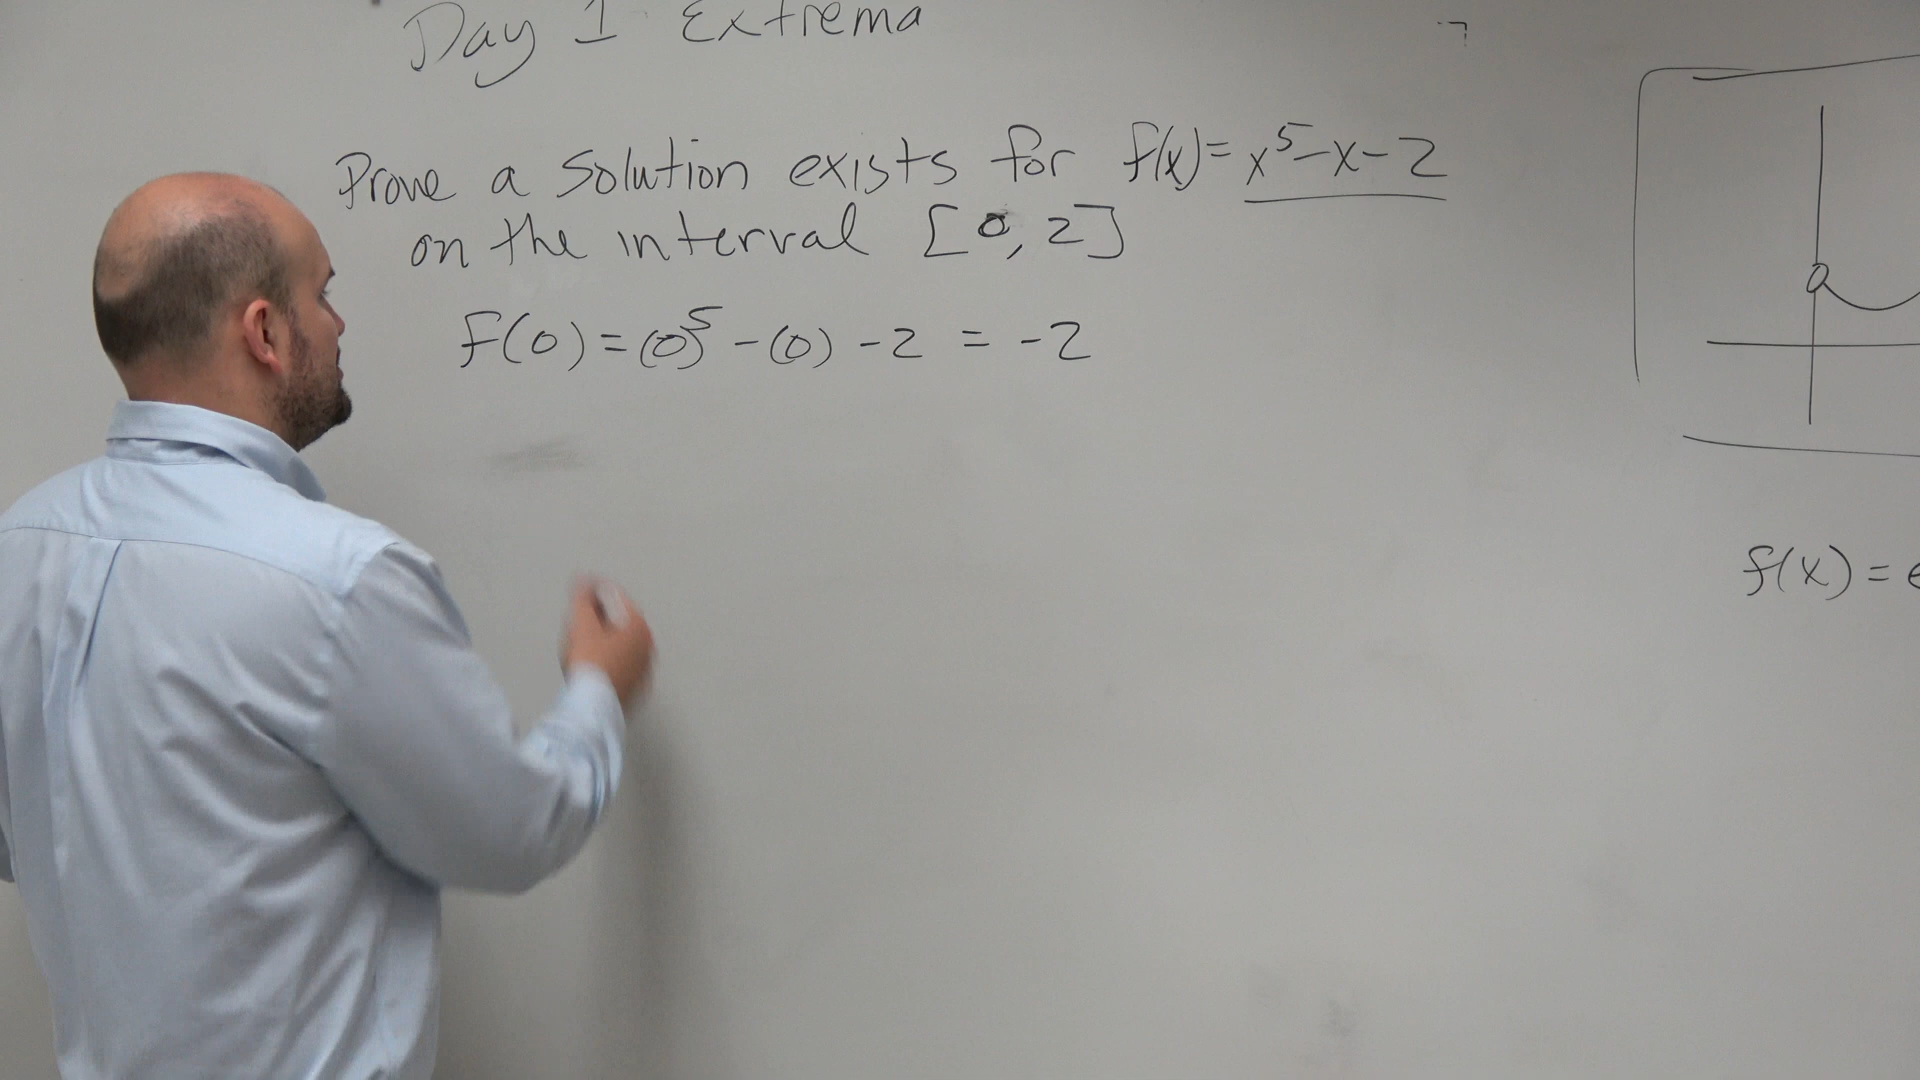 Day 1 Extrema
Prove a solution exists for f(x)= x⁵-x-2
on the interval [0, 2]
f(0) = (0)⁵ - (0) - 2 = -2
f(x) = e